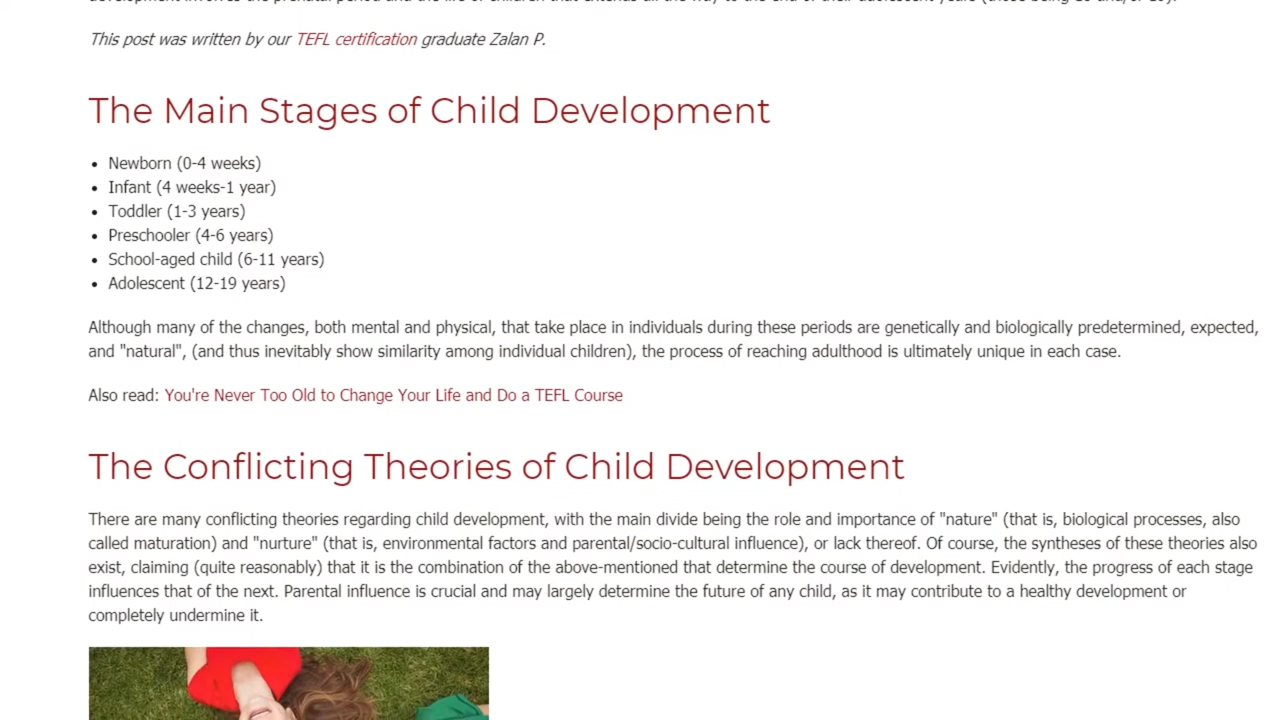 This post was written by our TEFL certification graduate Zalan P.
The Main Stages of Child Development
• Newborn (0-4 weeks)
• Infant (4 weeks-1 year)
• Toddler (1-3 years)
• Preschooler (4-6 years)
• School-aged child (6-11 years)
• Adolescent (12-19 years)
Although many of the changes, both mental and physical, that take place in individuals during these periods are genetically and biologically predetermined, expected,
and "natural", (and thus inevitably show similarity among individual children), the process of reaching adulthood is ultimately unique in each case.
Also read: You're Never Too Old to Change Your Life and Do a TEFL Course
The Conflicting Theories of Child Development
There are many conflicting theories regarding child development, with the main divide being the role and importance of "nature" (that is, biological processes, also
called maturation) and "nurture" (that is, environmental factors and parental/socio-cultural influence), or lack thereof. Of course, the syntheses of these theories also
exist, claiming (quite reasonably) that it is the combination of the above-mentioned that determine the course of development. Evidently, the progress of each stage
influences that of the next. Parental influence is crucial and may largely determine the future of any child, as it may contribute to a healthy development or
completely undermine it.